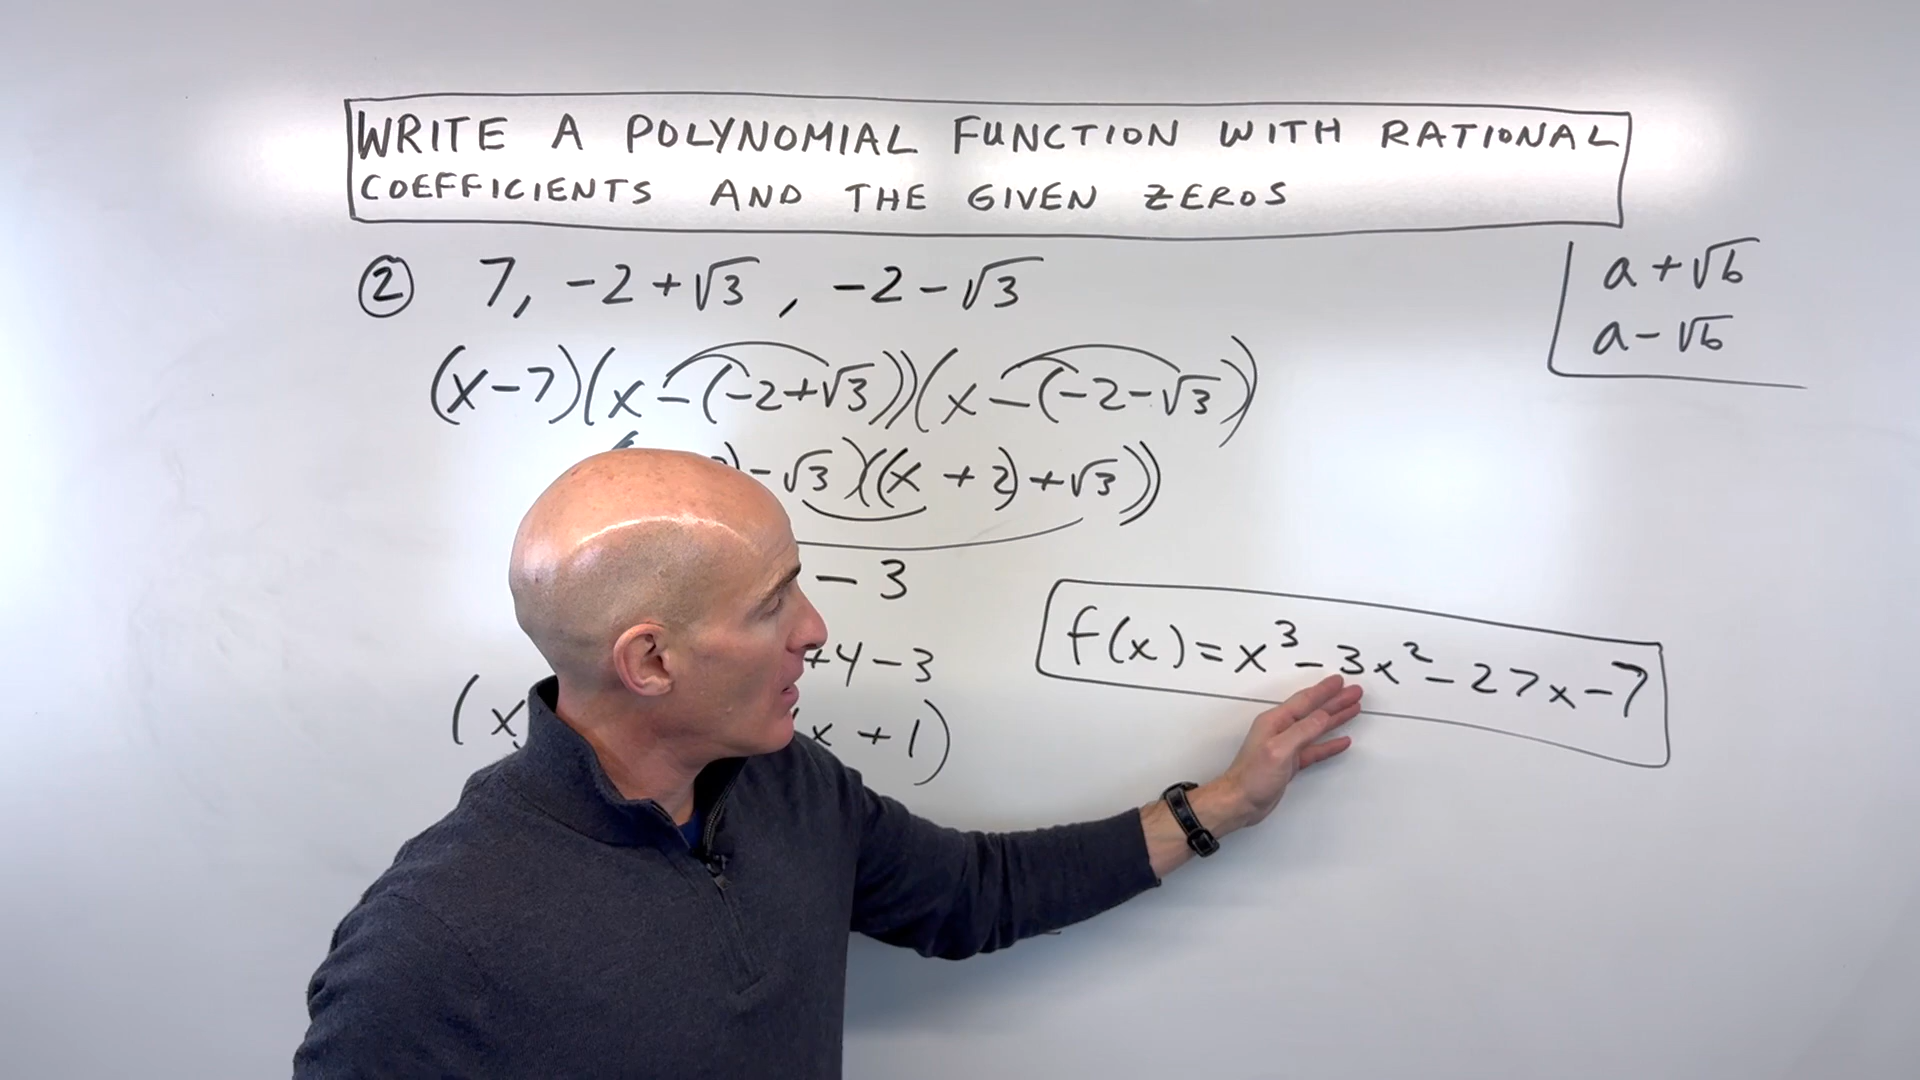 WRITE A POLYNOMIAL FUNCTION WITH RATIONAL
COEFFICIENTS AND THE GIVEN ZEROS
② 7, -2+√3, -2-√3
a+√b
a-√b
(x-7)(x-(-2+√3))(x-(-2-√3))
)-√3)((x+2)+√3))
-3
f(x)=x³-3x²-27x-7
+4-3
(x
x+1)